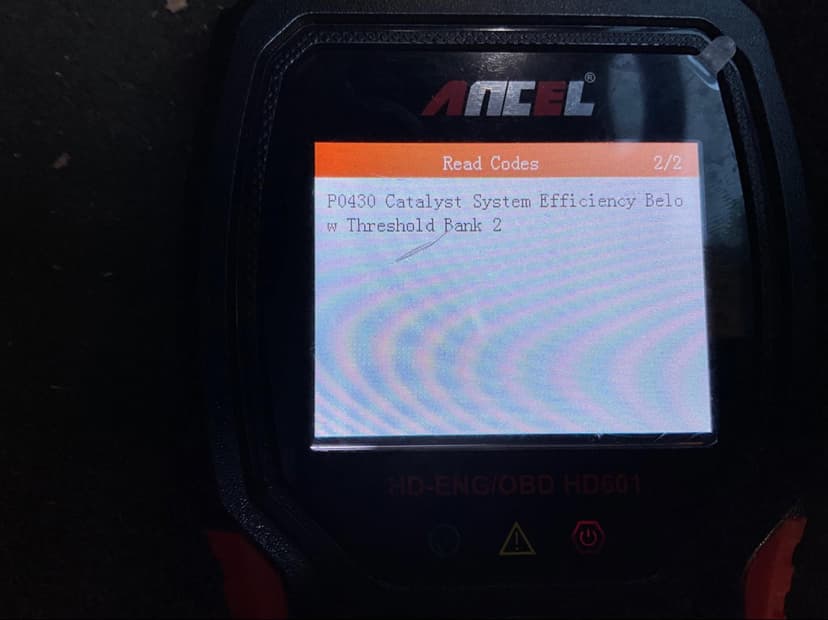 ANCEL®
Read Codes 2/2
P0430 Catalyst System Efficiency Belo
w Threshold Bank 2
HD-ENG/OBD HD601